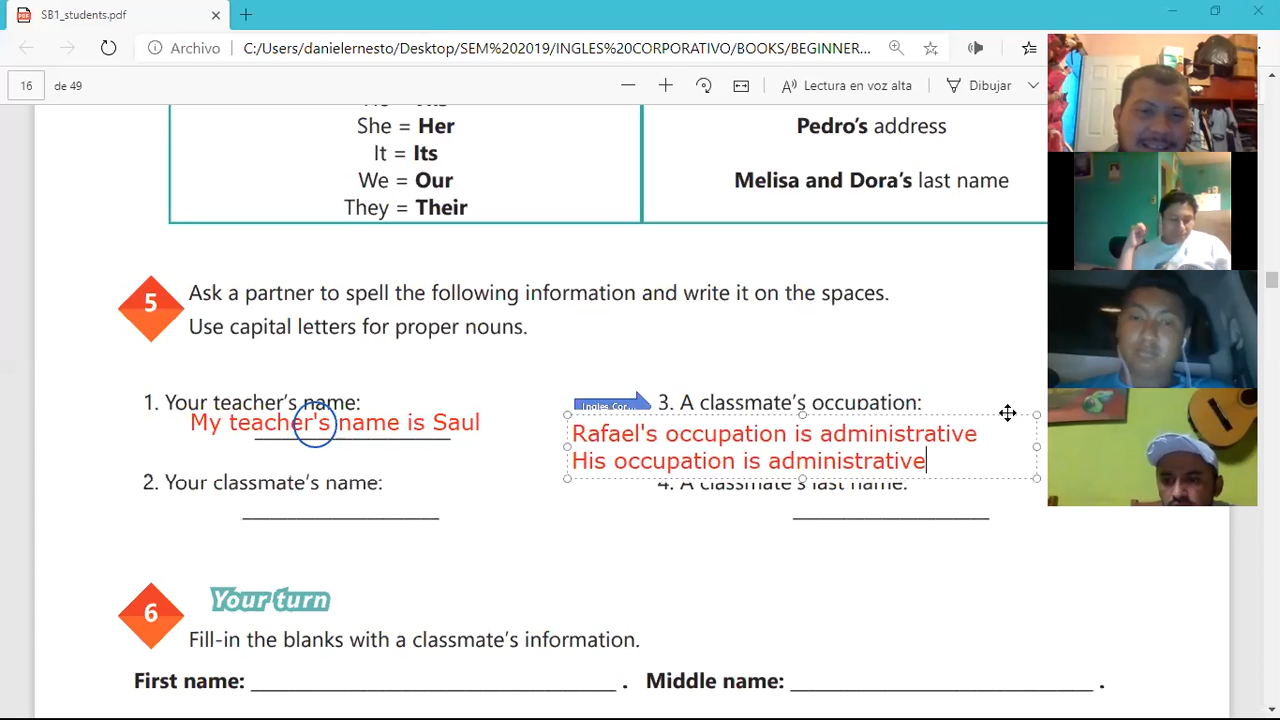 SB1_students.pdf
Archivo
C:/Users/danielernesto/Desktop/SEM%202019/INGLES%20CORPORATIVO/BOOKS/BEGINNER...
16 de 49
Lectura en voz alta
Dibujar
She = Her
It = Its
We = Our
They = Their
Pedro's address
Melisa and Dora's last name
5
Ask a partner to spell the following information and write it on the spaces.
Use capital letters for proper nouns.
1. Your teacher's name:
My teacher's name is Saul
2. Your classmate's name:
Ingles Cor...
3. A classmate's occupation:
Rafael's occupation is administrative
His occupation is administrative
4. A classmate's last name:
6
Your turn
Fill-in the blanks with a classmate's information.
First name: ______ . Middle name: ______ .